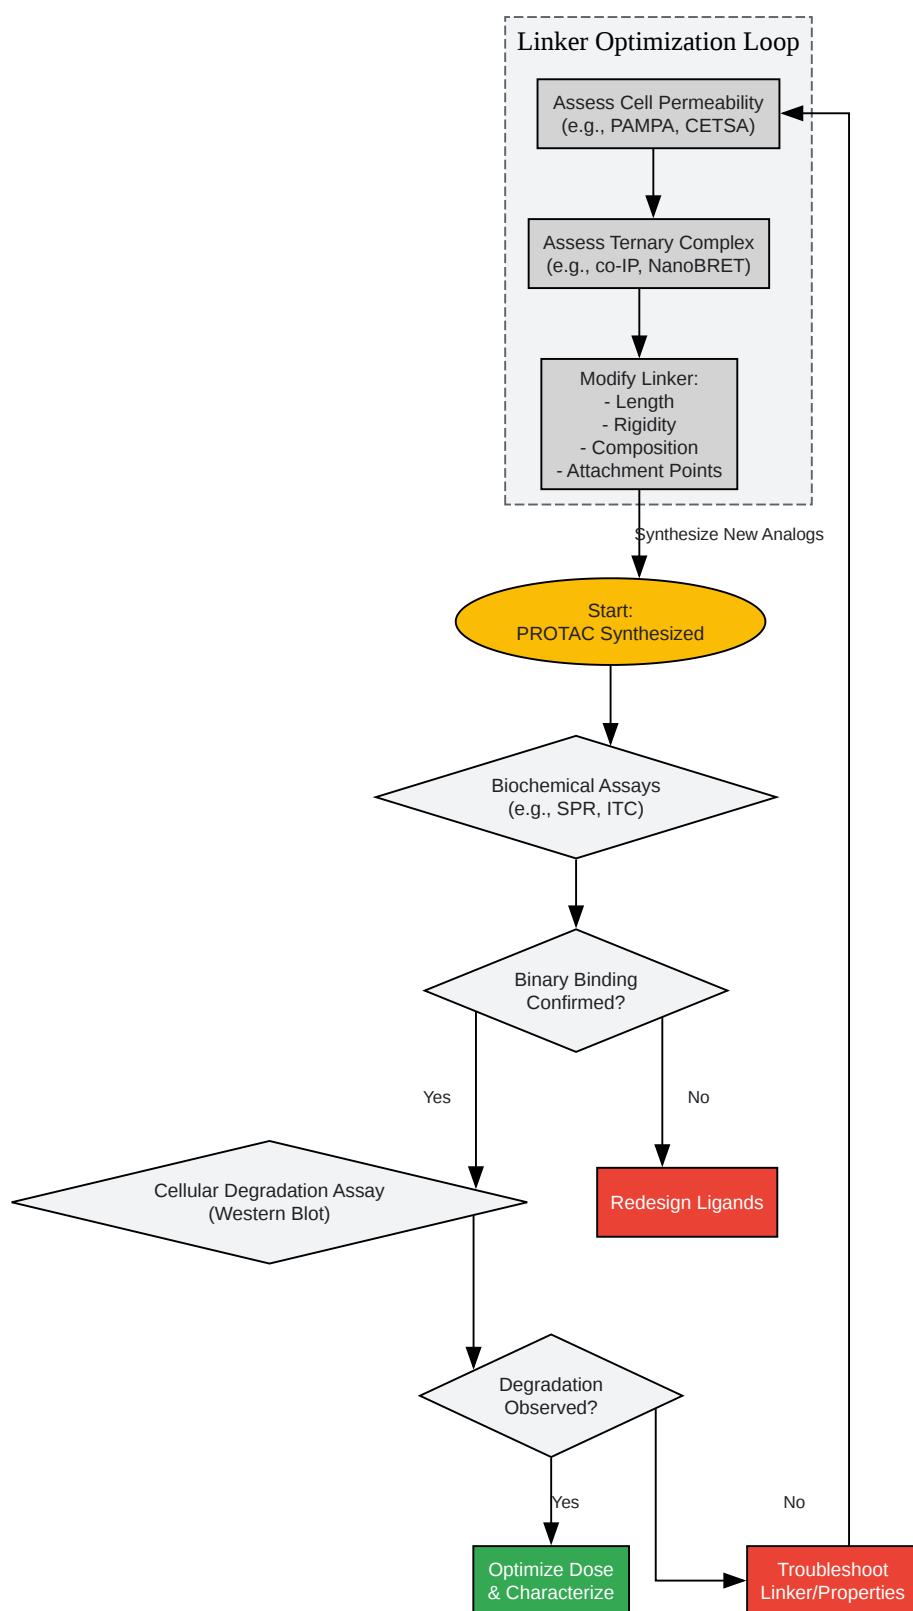 Linker Optimization Loop
Assess Cell Permeability
(e.g., PAMPA, CETSA)
Assess Ternary Complex
(e.g., co-IP, NanoBRET)
Modify Linker:
- Length
- Rigidity
- Composition
- Attachment Points
Synthesize New Analogs
Start:
PROTAC Synthesized
Biochemical Assays
(e.g., SPR, ITC)
Binary Binding
Confirmed?
Yes
No
Cellular Degradation Assay
(Western Blot)
Redesign Ligands
Degradation
Observed?
Yes
No
Optimize Dose
& Characterize
Troubleshoot
Linker/Properties